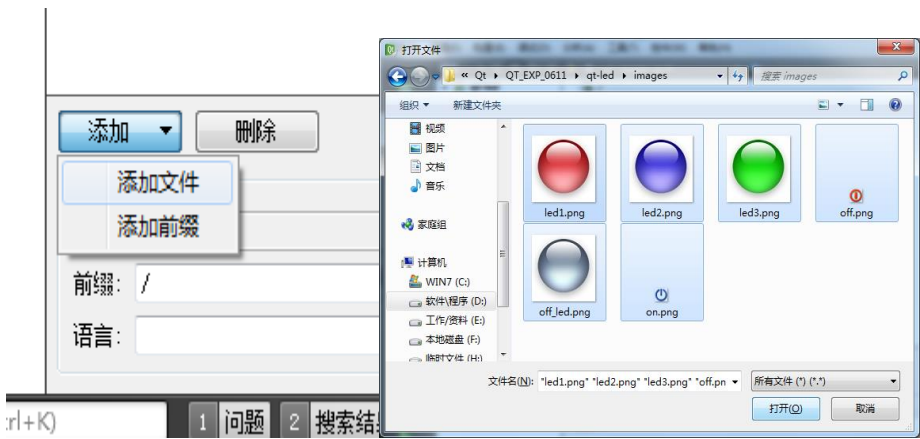 添加
删除
添加文件
添加前缀
前缀: /
语言:
rl+K)
1 问题 2 搜索结
打开文件
« Qt ▸ QT_EXP_0611 ▸ qt-led ▸ images
搜索 images
组织 新建文件夹
视频
图片
文档
音乐
家庭组
计算机
WIN7 (C:)
软件\程序 (D:)
工作/资料 (E:)
本地磁盘 (F:)
临时文件 (H:)
led1.png led2.png led3.png off.png
off_led.png on.png
文件名(N): "led1.png" "led2.png" "led3.png" "off.pn
所有文件 (*) (*.*)
打开(O) 取消